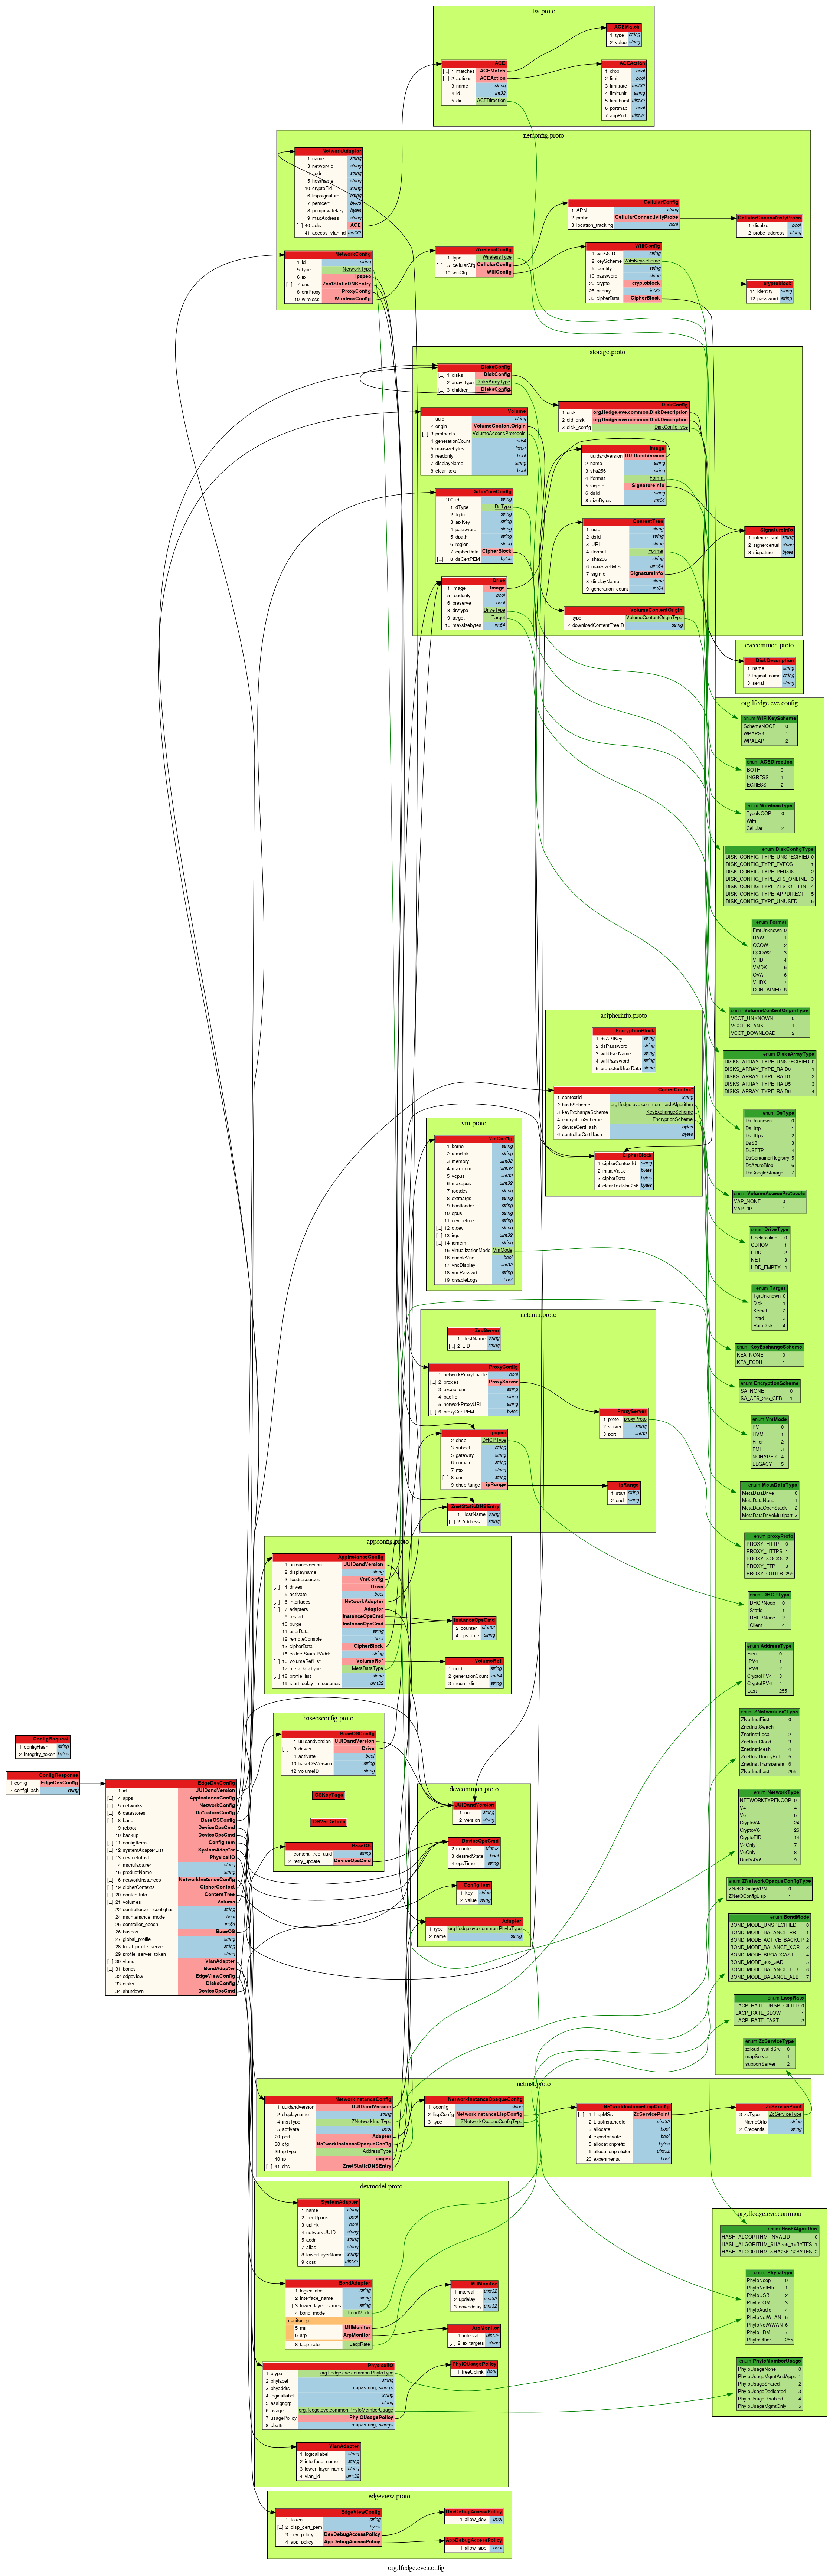 fw.proto
ACEMatch
1 type string
2 value string
ACE
[...] 1 matches ACEMatch
[...] 2 actions ACEAction
3 name string
4 id int32
5 dir ACEDirection
ACEAction
1 drop bool
2 limit bool
3 limitrate uint32
4 limitunit string
5 limitburst uint32
6 portmap bool
7 appPort uint32
netconfig.proto
NetworkAdapter
1 name string
3 networkId string
4 addr string
5 hostname string
10 cryptoEid string
6 lispsignature string
7 pemcert bytes
8 pemprivatekey bytes
9 macAddress string
[...] 40 acls ACE
41 access_vlan_id uint32
NetworkConfig
1 id string
5 type NetworkType
6 ip ipspec
[...] 7 dns ZnetStaticDNSEntry
8 entProxy ProxyConfig
10 wireless WirelessConfig
WirelessConfig
1 type WirelessType
[...] 5 cellularCfg CellularConfig
[...] 10 wifiCfg WifiConfig
CellularConfig
1 APN string
2 probe CellularConnectivityProbe
3 location_tracking bool
CellularConnectivityProbe
1 disable bool
2 probe_address string
WifiConfig
1 wifiSSID string
2 keyScheme WiFiKeyScheme
5 identity string
10 password string
20 crypto cryptoblock
25 priority int32
30 cipherData CipherBlock
cryptoblock
11 identity string
12 password string
storage.proto
DisksConfig
[...] 1 disks DiskConfig
2 array_type DisksArrayType
[...] 3 children DisksConfig
DiskConfig
1 disk org.lfedge.eve.common.DiskDescription
2 old_disk org.lfedge.eve.common.DiskDescription
3 disk_config DiskConfigType
Volume
1 uuid string
2 origin VolumeContentOrigin
[...] 3 protocols VolumeAccessProtocols
4 generationCount int64
5 maxsizebytes int64
6 readonly bool
7 displayName string
8 clear_text bool
Image
1 uuidandversion UUIDandVersion
2 name string
3 sha256 string
4 iformat Format
5 siginfo SignatureInfo
6 dsId string
8 sizeBytes int64
DatastoreConfig
100 id string
1 dType DsType
2 fqdn string
3 apiKey string
4 password string
5 dpath string
6 region string
7 cipherData CipherBlock
[...] 8 dsCertPEM bytes
ContentTree
1 uuid string
2 dsId string
3 URL string
4 iformat Format
5 sha256 string
6 maxSizeBytes uint64
7 siginfo SignatureInfo
8 displayName string
9 generation_count int64
SignatureInfo
1 intercertsurl string
2 signercerturl string
3 signature bytes
Drive
1 image Image
5 readonly bool
6 preserve bool
8 drvtype DriveType
9 target Target
10 maxsizebytes int64
VolumeContentOrigin
1 type VolumeContentOriginType
2 downloadContentTreeID string
evecommon.proto
DiskDescription
1 name string
2 logical_name string
3 serial string
org.lfedge.eve.config
enum WiFiKeyScheme
SchemeNOOP 0
WPAPSK 1
WPAEAP 2
enum ACEDirection
BOTH 0
INGRESS 1
EGRESS 2
enum WirelessType
TypeNOOP 0
WiFi 1
Cellular 2
enum DiskConfigType
DISK_CONFIG_TYPE_UNSPECIFIED 0
DISK_CONFIG_TYPE_EVEOS 1
DISK_CONFIG_TYPE_PERSIST 2
DISK_CONFIG_TYPE_ZFS_ONLINE 3
DISK_CONFIG_TYPE_ZFS_OFFLINE 4
DISK_CONFIG_TYPE_APPDIRECT 5
DISK_CONFIG_TYPE_UNUSED 6
enum Format
FmtUnknown 0
RAW 1
QCOW 2
QCOW2 3
VHD 4
VMDK 5
OVA 6
VHDX 7
CONTAINER 8
enum VolumeContentOriginType
VCOT_UNKNOWN 0
VCOT_BLANK 1
VCOT_DOWNLOAD 2
enum DisksArrayType
DISKS_ARRAY_TYPE_UNSPECIFIED 0
DISKS_ARRAY_TYPE_RAID0 1
DISKS_ARRAY_TYPE_RAID1 2
DISKS_ARRAY_TYPE_RAID5 3
DISKS_ARRAY_TYPE_RAID6 4
enum DsType
DsUnknown 0
DsHttp 1
DsHttps 2
DsS3 3
DsSFTP 4
DsContainerRegistry 5
DsAzureBlob 6
DsGoogleStorage 7
enum VolumeAccessProtocols
VAP_NONE 0
VAP_9P 1
enum DriveType
Unclassified 0
CDROM 1
HDD 2
NET 3
HDD_EMPTY 4
enum Target
TgtUnknown 0
Disk 1
Kernel 2
Initrd 3
RamDisk 4
enum KeyExchangeScheme
KEA_NONE 0
KEA_ECDH 1
enum EncryptionScheme
SA_NONE 0
SA_AES_256_CFB 1
enum VmMode
PV 0
HVM 1
Filler 2
FML 3
NOHYPER 4
LEGACY 5
enum MetaDataType
MetaDataDrive 0
MetaDataNone 1
MetaDataOpenStack 2
MetaDataDriveMultipart 3
enum proxyProto
PROXY_HTTP 0
PROXY_HTTPS 1
PROXY_SOCKS 2
PROXY_FTP 3
PROXY_OTHER 255
enum DHCPType
DHCPNoop 0
Static 1
DHCPNone 2
Client 4
enum AddressType
First 0
IPV4 1
IPV6 2
CryptoIPV4 3
CryptoIPV6 4
Last 255
enum ZNetworkInstType
ZNetInstFirst 0
ZnetInstSwitch 1
ZnetInstLocal 2
ZnetInstCloud 3
ZnetInstMesh 4
ZnetInstHoneyPot 5
ZnetInstTransparent 6
ZNetInstLast 255
enum NetworkType
NETWORKTYPENOOP 0
V4 4
V6 6
CryptoV4 24
CryptoV6 26
CryptoEID 14
V4Only 7
V6Only 8
DualV4V6 9
enum ZNetworkOpaqueConfigType
ZNetOConfigVPN 0
ZNetOConfigLisp 1
enum BondMode
BOND_MODE_UNSPECIFIED 0
BOND_MODE_BALANCE_RR 1
BOND_MODE_ACTIVE_BACKUP 2
BOND_MODE_BALANCE_XOR 3
BOND_MODE_BROADCAST 4
BOND_MODE_802_3AD 5
BOND_MODE_BALANCE_TLB 6
BOND_MODE_BALANCE_ALB 7
enum LacpRate
LACP_RATE_UNSPECIFIED 0
LACP_RATE_SLOW 1
LACP_RATE_FAST 2
enum ZcServiceType
zcloudInvalidSrv 0
mapServer 1
supportServer 2
acipherinfo.proto
EncryptionBlock
1 dsAPIKey string
2 dsPassword string
3 wifiUserName string
4 wifiPassword string
5 protectedUserData string
CipherContext
1 contextId string
2 hashScheme org.lfedge.eve.common.HashAlgorithm
3 keyExchangeScheme KeyExchangeScheme
4 encryptionScheme EncryptionScheme
5 deviceCertHash bytes
6 controllerCertHash bytes
CipherBlock
1 cipherContextId string
2 initialValue bytes
3 cipherData bytes
4 clearTextSha256 bytes
vm.proto
VmConfig
1 kernel string
2 ramdisk string
3 memory uint32
4 maxmem uint32
5 vcpus uint32
6 maxcpus uint32
7 rootdev string
8 extraargs string
9 bootloader string
10 cpus string
11 devicetree string
[...] 12 dtdev string
[...] 13 irqs uint32
[...] 14 iomem string
15 virtualizationMode VmMode
16 enableVnc bool
17 vncDisplay uint32
18 vncPasswd string
19 disableLogs bool
netcmn.proto
ZedServer
1 HostName string
[...] 2 EID string
ProxyConfig
1 networkProxyEnable bool
[...] 2 proxies ProxyServer
3 exceptions string
4 pacfile string
5 networkProxyURL string
[...] 6 proxyCertPEM bytes
ProxyServer
1 proto proxyProto
2 server string
3 port uint32
ipspec
2 dhcp DHCPType
3 subnet string
5 gateway string
6 domain string
7 ntp string
[...] 8 dns string
9 dhcpRange ipRange
ipRange
1 start string
2 end string
ZnetStaticDNSEntry
1 HostName string
[...] 2 Address string
appconfig.proto
AppInstanceConfig
1 uuidandversion UUIDandVersion
2 displayname string
3 fixedresources VmConfig
[...] 4 drives Drive
5 activate bool
[...] 6 interfaces NetworkAdapter
[...] 7 adapters Adapter
9 restart InstanceOpsCmd
10 purge InstanceOpsCmd
11 userData string
12 remoteConsole bool
13 cipherData CipherBlock
15 collectStatsIPAddr string
[...] 16 volumeRefList VolumeRef
17 metaDataType MetaDataType
[...] 18 profile_list string
19 start_delay_in_seconds uint32
InstanceOpsCmd
2 counter uint32
4 opsTime string
VolumeRef
1 uuid string
2 generationCount int64
3 mount_dir string
baseosconfig.proto
BaseOSConfig
1 uuidandversion UUIDandVersion
[...] 3 drives Drive
4 activate bool
10 baseOSVersion string
12 volumeID string
OSKeyTags
OSVerDetails
BaseOS
1 content_tree_uuid string
2 retry_update DeviceOpsCmd
devcommon.proto
UUIDandVersion
1 uuid string
2 version string
DeviceOpsCmd
2 counter uint32
3 desiredState bool
4 opsTime string
ConfigItem
1 key string
2 value string
Adapter
1 type org.lfedge.eve.common.PhyIoType
2 name string
ConfigRequest
1 configHash string
2 integrity_token bytes
ConfigResponse
1 config EdgeDevConfig
2 configHash string
EdgeDevConfig
1 id UUIDandVersion
[...] 4 apps AppInstanceConfig
[...] 5 networks NetworkConfig
[...] 6 datastores DatastoreConfig
[...] 8 base BaseOSConfig
9 reboot DeviceOpsCmd
10 backup DeviceOpsCmd
[...] 11 configItems ConfigItem
[...] 12 systemAdapterList SystemAdapter
[...] 13 deviceIoList PhysicalIO
14 manufacturer string
15 productName string
[...] 16 networkInstances NetworkInstanceConfig
[...] 19 cipherContexts CipherContext
[...] 20 contentInfo ContentTree
[...] 21 volumes Volume
22 controllercert_confighash string
24 maintenance_mode bool
25 controller_epoch int64
26 baseos BaseOS
27 global_profile string
28 local_profile_server string
29 profile_server_token string
[...] 30 vlans VlanAdapter
[...] 31 bonds BondAdapter
32 edgeview EdgeViewConfig
33 disks DisksConfig
34 shutdown DeviceOpsCmd
netinst.proto
NetworkInstanceConfig
1 uuidandversion UUIDandVersion
2 displayname string
4 instType ZNetworkInstType
5 activate bool
20 port Adapter
30 cfg NetworkInstanceOpaqueConfig
39 ipType AddressType
40 ip ipspec
[...] 41 dns ZnetStaticDNSEntry
NetworkInstanceOpaqueConfig
1 oconfig string
2 lispConfig NetworkInstanceLispConfig
3 type ZNetworkOpaqueConfigType
NetworkInstanceLispConfig
[...] 1 LispMSs ZcServicePoint
2 LispInstanceId uint32
3 allocate bool
4 exportprivate bool
5 allocationprefix bytes
6 allocationprefixlen uint32
20 experimental bool
ZcServicePoint
3 zsType ZcServiceType
1 NameOrIp string
2 Credential string
devmodel.proto
SystemAdapter
1 name string
2 freeUplink bool
3 uplink bool
4 networkUUID string
5 addr string
7 alias string
8 lowerLayerName string
9 cost uint32
BondAdapter
1 logicallabel string
2 interface_name string
[...] 3 lower_layer_names string
4 bond_mode BondMode
monitoring
5 mii MIIMonitor
6 arp ArpMonitor
8 lacp_rate LacpRate
MIIMonitor
1 interval uint32
2 updelay uint32
3 downdelay uint32
ArpMonitor
1 interval uint32
[...] 2 ip_targets string
PhysicalIO
1 ptype org.lfedge.eve.common.PhyIoType
2 phylabel string
3 phyaddrs map<string, string>
4 logicallabel string
5 assigngrp string
6 usage org.lfedge.eve.common.PhyIoMemberUsage
7 usagePolicy PhyIOUsagePolicy
8 cbattr map<string, string>
PhyIOUsagePolicy
1 freeUplink bool
VlanAdapter
1 logicallabel string
2 interface_name string
3 lower_layer_name string
4 vlan_id uint32
org.lfedge.eve.common
enum HashAlgorithm
HASH_ALGORITHM_INVALID 0
HASH_ALGORITHM_SHA256_16BYTES 1
HASH_ALGORITHM_SHA256_32BYTES 2
enum PhyIoType
PhyIoNoop 0
PhyIoNetEth 1
PhyIoUSB 2
PhyIoCOM 3
PhyIoAudio 4
PhyIoNetWLAN 5
PhyIoNetWWAN 6
PhyIoHDMI 7
PhyIoOther 255
enum PhyIoMemberUsage
PhyIoUsageNone 0
PhyIoUsageMgmtAndApps 1
PhyIoUsageShared 2
PhyIoUsageDedicated 3
PhyIoUsageDisabled 4
PhyIoUsageMgmtOnly 5
edgeview.proto
EdgeViewConfig
1 token string
[...] 2 disp_cert_pem bytes
3 dev_policy DevDebugAccessPolicy
4 app_policy AppDebugAccessPolicy
DevDebugAccessPolicy
1 allow_dev bool
AppDebugAccessPolicy
1 allow_app bool
org.lfedge.eve.config